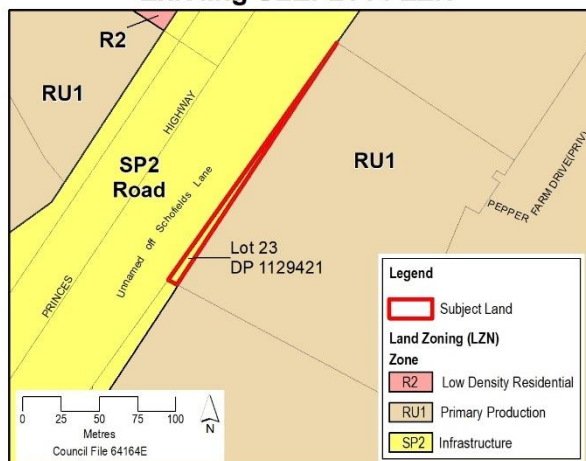 R2
RU1
HIGHWAY
SP2
Road
RU1
PEPPER FARM DRIVE(PRIV)
Unnamed off Schofields Lane
Lot 23
DP 1129421
PRINCES
0 25 50 75 100
Metres
N
Council File 64164E
Legend
Subject Land
Land Zoning (LZN)
Zone
R2 Low Density Residential
RU1 Primary Production
SP2 Infrastructure